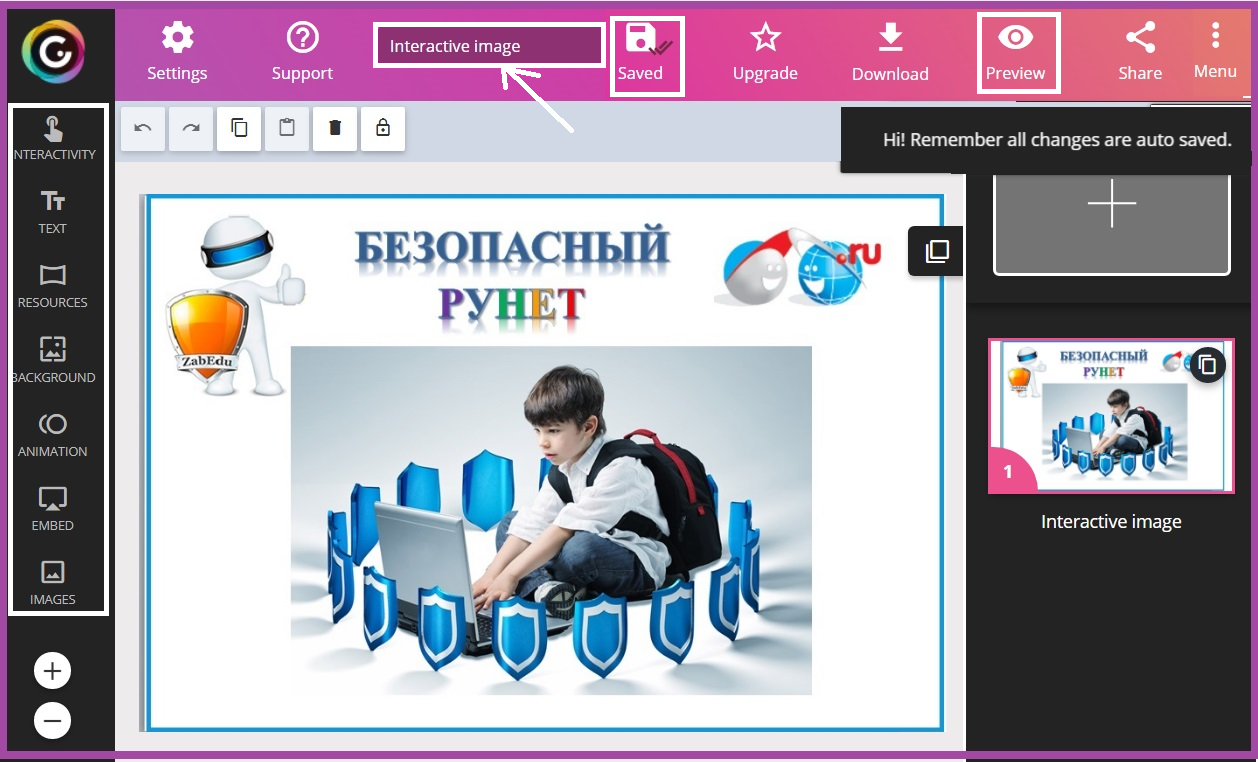 Settings
Support
Interactive image
Saved
Upgrade
Download
Preview
Share
Menu
Hi! Remember all changes are auto saved.
NTERACTIVITY
TEXT
RESOURCES
BACKGROUND
ANIMATION
EMBED
IMAGES
БЕЗОПАСНЫЙ
РУНЕТ
.ru
ZabEdu
БЕЗОПАСНЫЙ
РУНЕТ
1
Interactive image